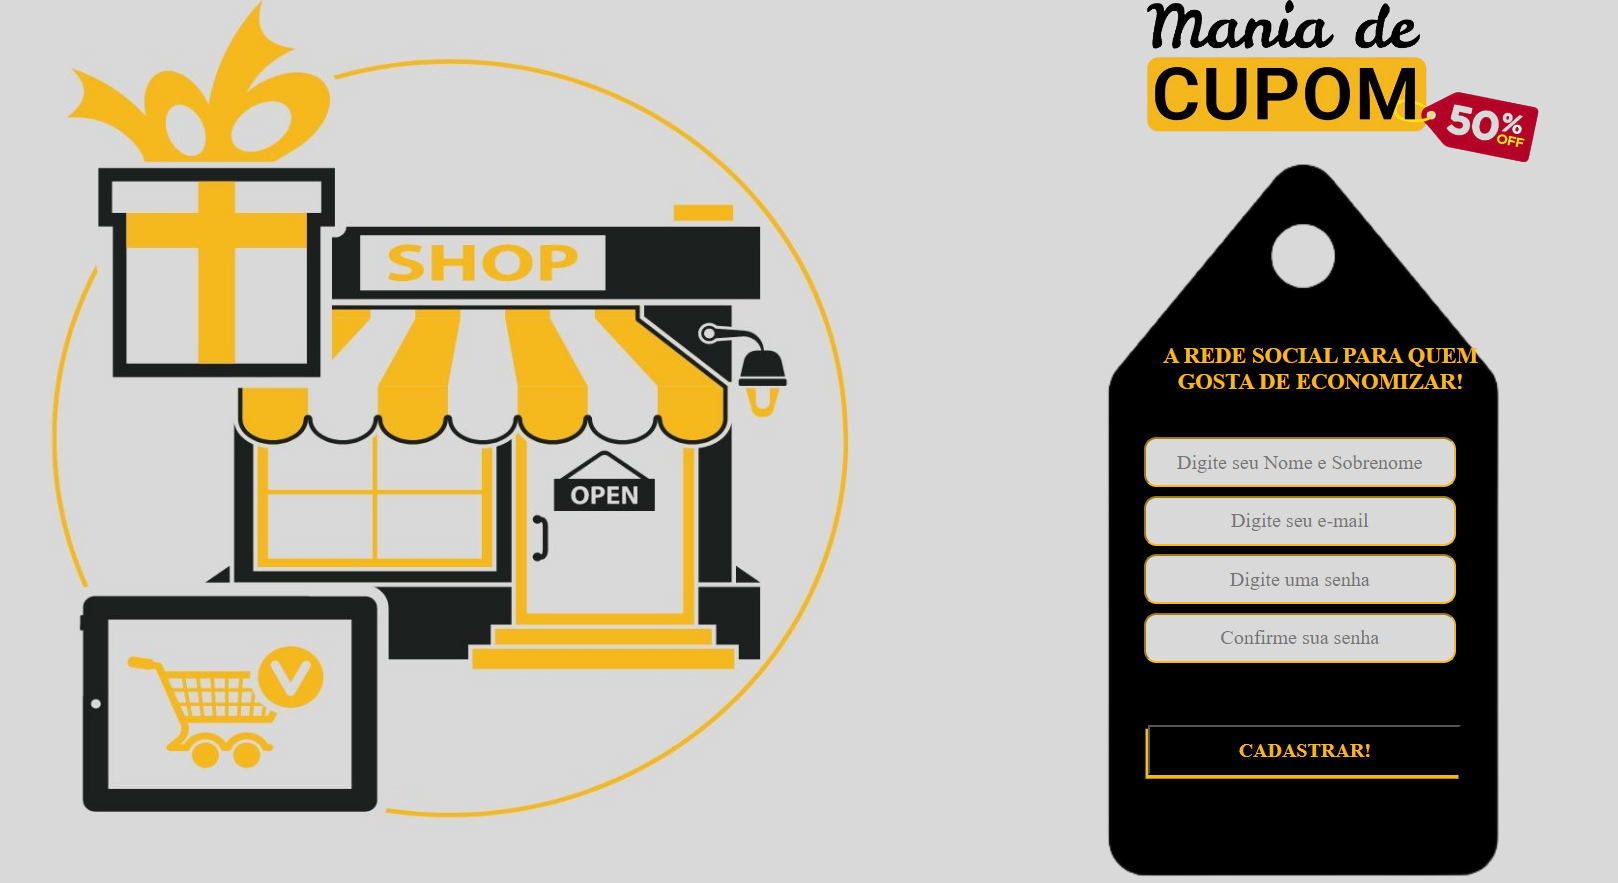 Mania de
CUPOM
50%
OFF
SHOP
OPEN
A REDE SOCIAL PARA QUEM
GOSTA DE ECONOMIZAR!
Digite seu Nome e Sobrenome
Digite seu e-mail
Digite uma senha
Confirme sua senha
CADASTRAR!